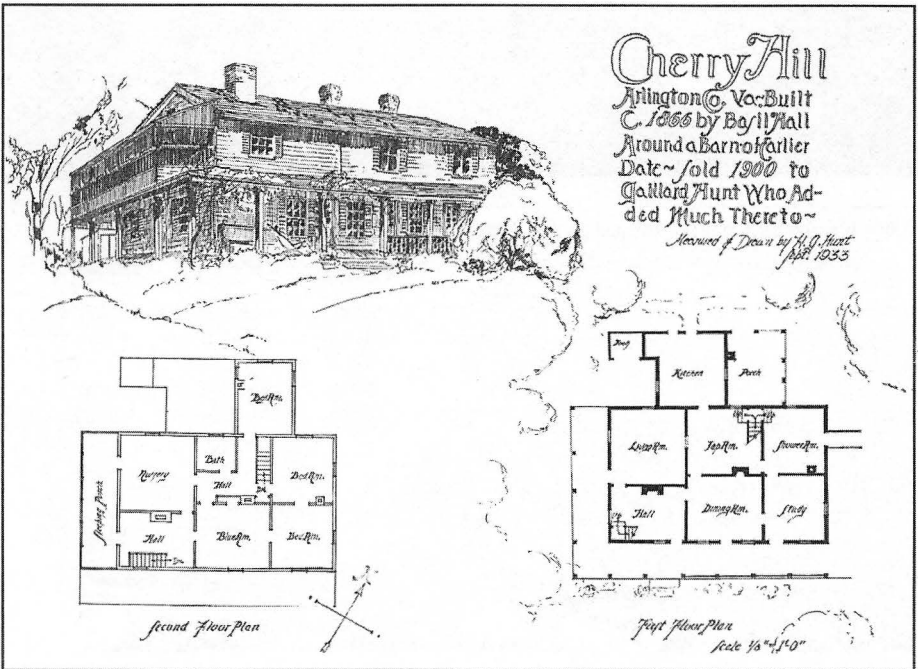 Cherry Hill
Arlington Co. Va~Built
C. 1866 by Basil Hall
Around a Barn of Earlier
Date~ Sold 1900 to
Gaillard Hunt Who Ad-
ded Much Thereto~
Measured & Drawn by H.G. Hunt
Sept. 1933
Bed Rm.
Nursery
Bath
Hall
Bed Rm.
Sleeping Porch
Hall
Blue Rm.
Bed Rm.
Second Floor Plan
Kitchen
Porch
Living Rm.
Tap Rm.
Flower Rm.
Hall
Dining Rm.
Study
First Floor Plan
Scale 1/8"=1'0"